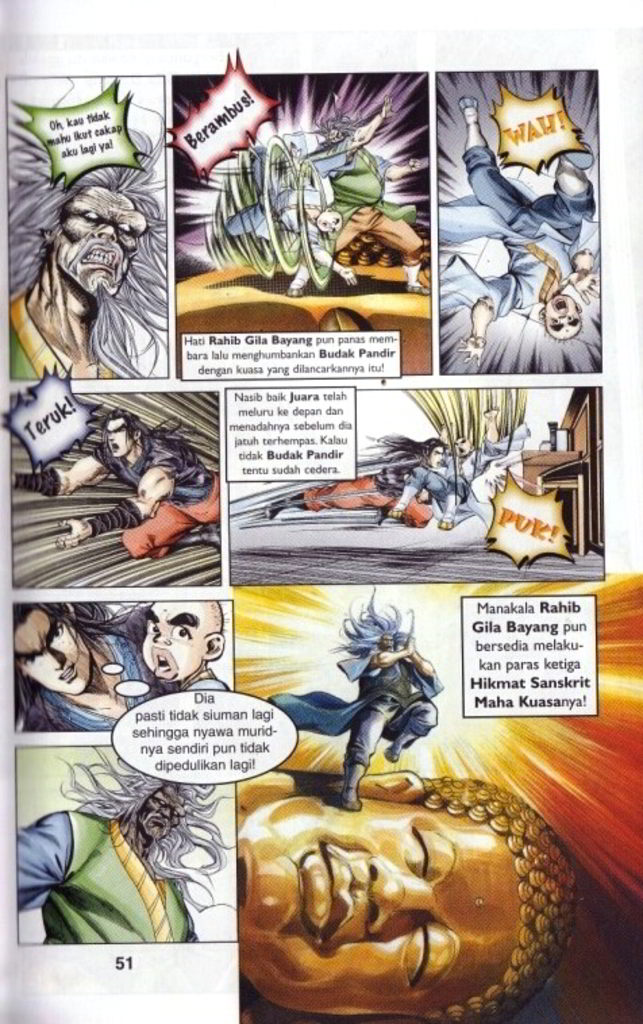 Oh, kau tidak
mahu ikut cakap
aku lagi ya!
Berambus!
WAH!
Hati Rahib Gila Bayang pun panas mem-
bara lalu menghumbankan Budak Pandir
dengan kuasa yang dilancarkannya itu!
Teruk!
Nasib baik Juara telah
meluru ke depan dan
menadahnya sebelum dia
jatuh terhempas. Kalau
tidak Budak Pandir
tentu sudah cedera.
PUK!
Dia
pasti tidak siuman lagi
sehingga nyawa murid-
nya sendiri pun tidak
dipedulikan lagi!
Manakala Rahib
Gila Bayang pun
bersedia melaku-
kan paras ketiga
Hikmat Sanskrit
Maha Kuasanya!
51